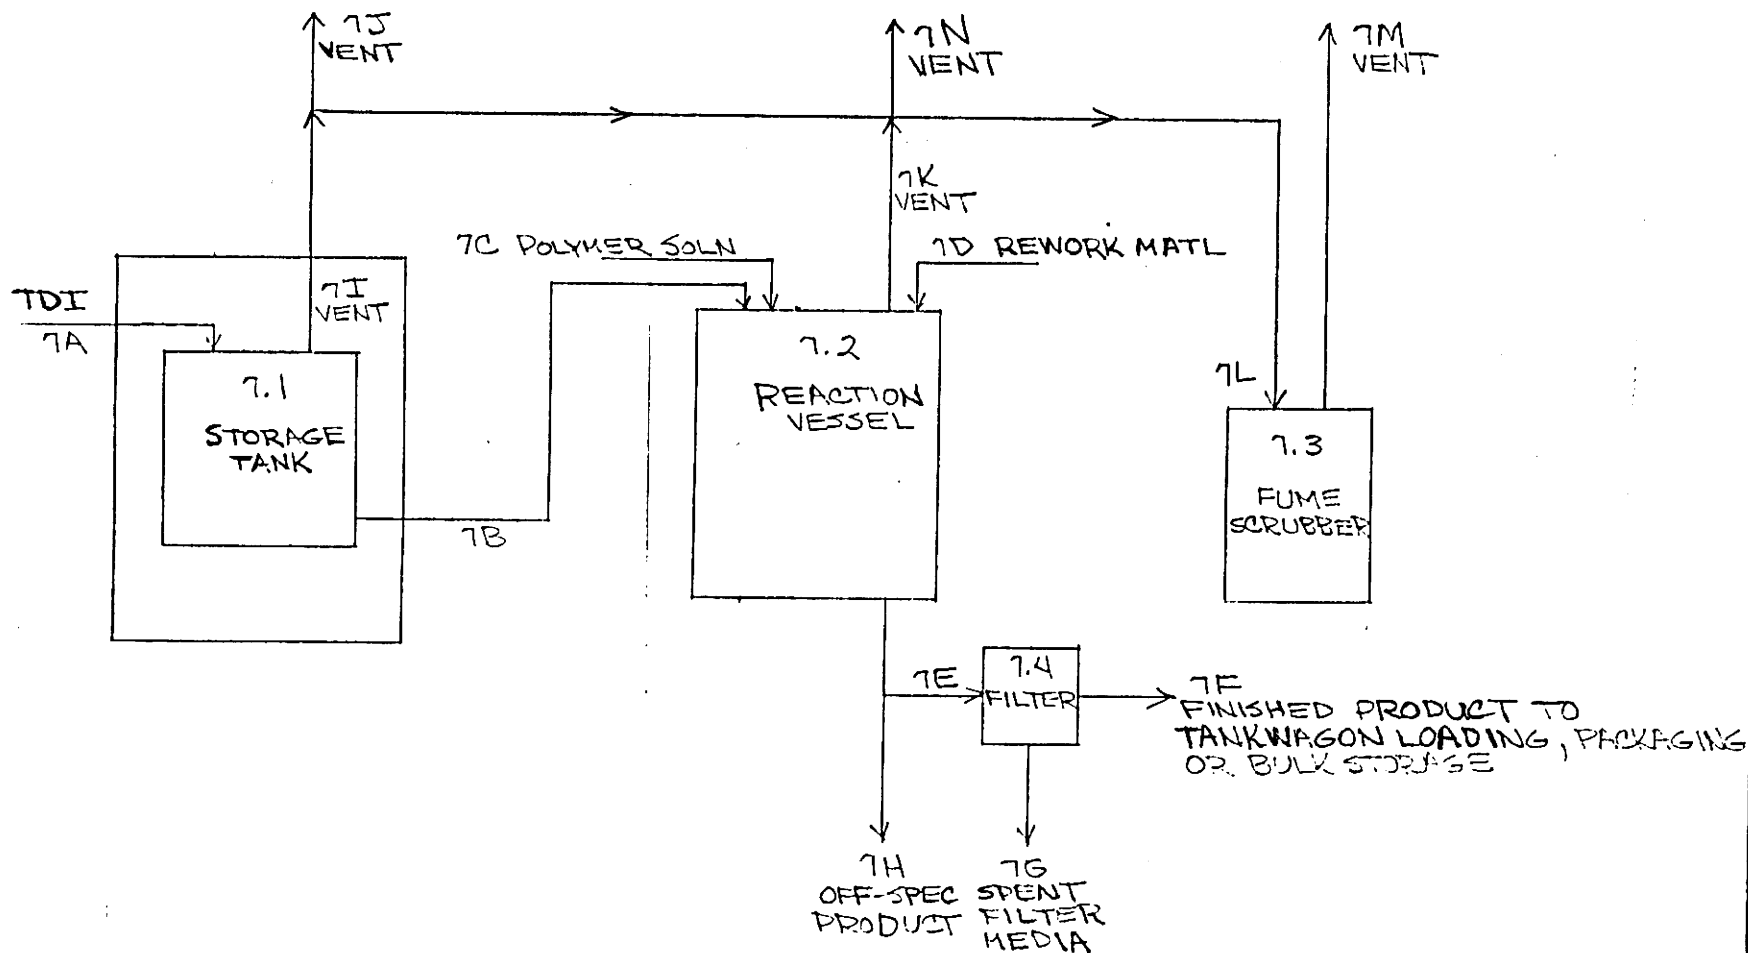 7J
VENT
7N
VENT
7M
VENT
7K
VENT
7C POLYMER SOLN
7D REWORK MATL
TDI
7A
7I
VENT
7.1
STORAGE
TANK
7B
7.2
REACTION
VESSEL
7L
7.3
FUME
SCRUBBER
7E
7.4
FILTER
7F
FINISHED PRODUCT TO
TANKWAGON LOADING, PACKAGING
OR BULK STORAGE
7H
OFF-SPEC
PRODUCT
7G
SPENT
FILTER
MEDIA